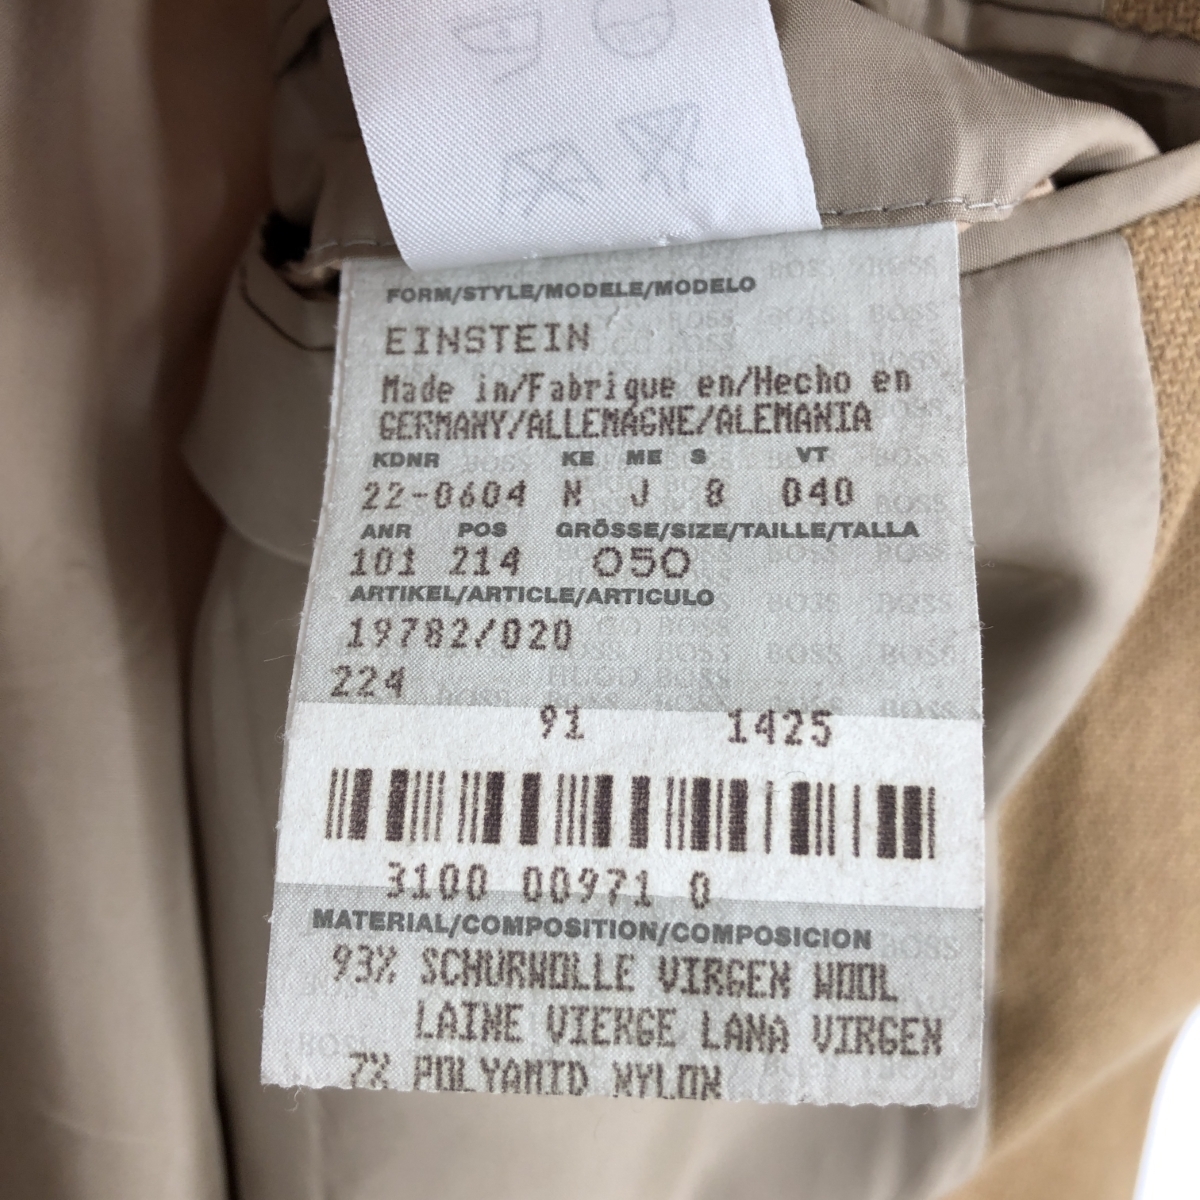 FORM/STYLE/MODELE/MODELO
EINSTEIN
Made in/Fabrique en/Hecho en
GERMANY/ALLEMAGNE/ALEMANIA
KDNR KE ME S VT
22-0604 N J 8 040
ANR POS GRÖSSE/SIZE/TAILLE/TALLA
101 214 050
ARTIKEL/ARTICLE/ARTICULO
19782/020
224
91 1425
3100 00971 0
MATERIAL/COMPOSITION/COMPOSICION
93% SCHURWOLLE VIRGEN WOOL
LAINE VIERGE LANA VIRGEN
7% POLYAMID NYLON